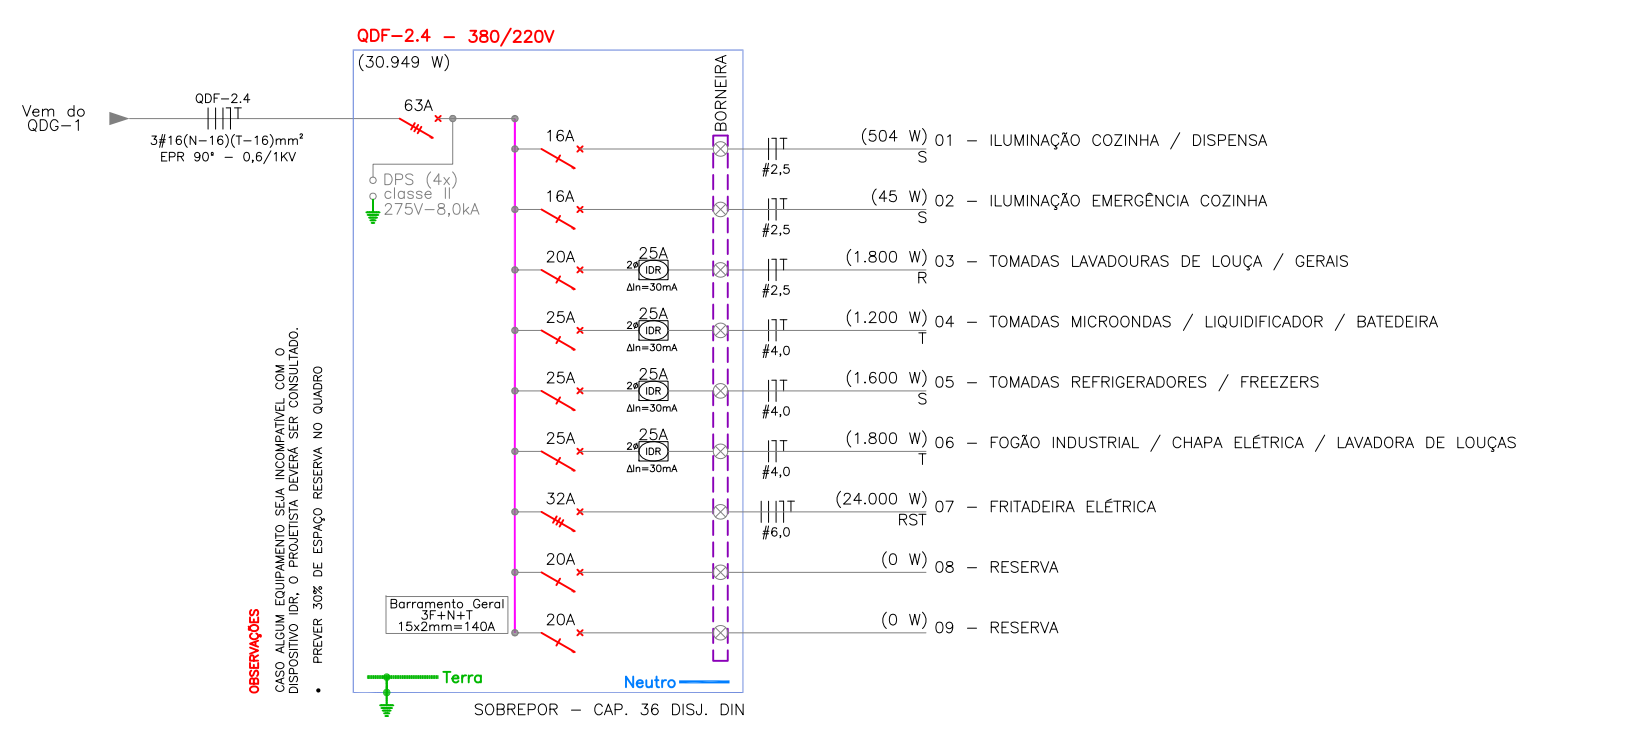 QDF-2.4 - 380/220V
(30.949 W)
Vem do
QDG-1
QDF-2.4
T
3#16(N-16)(T-16)mm²
EPR 90° - 0,6/1KV
63A
DPS (4x)
classe II
275V-8,0kA
BORNEIRA
16A
T
#2,5
(504 W)
S
01 - ILUMINAÇÃO COZINHA / DISPENSA
16A
T
#2,5
(45 W)
S
02 - ILUMINAÇÃO EMERGÊNCIA COZINHA
20A
25A
2ø
IDR
ΔIn=30mA
T
#2,5
(1.800 W)
R
03 - TOMADAS LAVADOURAS DE LOUÇA / GERAIS
25A
25A
2ø
IDR
ΔIn=30mA
T
#4,0
(1.200 W)
T
04 - TOMADAS MICROONDAS / LIQUIDIFICADOR / BATEDEIRA
25A
25A
2ø
IDR
ΔIn=30mA
T
#4,0
(1.600 W)
S
05 - TOMADAS REFRIGERADORES / FREEZERS
25A
25A
2ø
IDR
ΔIn=30mA
T
#4,0
(1.800 W)
T
06 - FOGÃO INDUSTRIAL / CHAPA ELÉTRICA / LAVADORA DE LOUÇAS
32A
T
#6,0
(24.000 W)
RST
07 - FRITADEIRA ELÉTRICA
20A
(0 W)
08 - RESERVA
20A
(0 W)
09 - RESERVA
Barramento Geral
3F+N+T
15x2mm=140A
Terra
Neutro
SOBREPOR - CAP. 36 DISJ. DIN
OBSERVAÇÕES
CASO ALGUM EQUIPAMENTO SEJA INCOMPATÍVEL COM O
DISPOSITIVO IDR, O PROJETISTA DEVERÁ SER CONSULTADO.
• PREVER 30% DE ESPAÇO RESERVA NO QUADRO